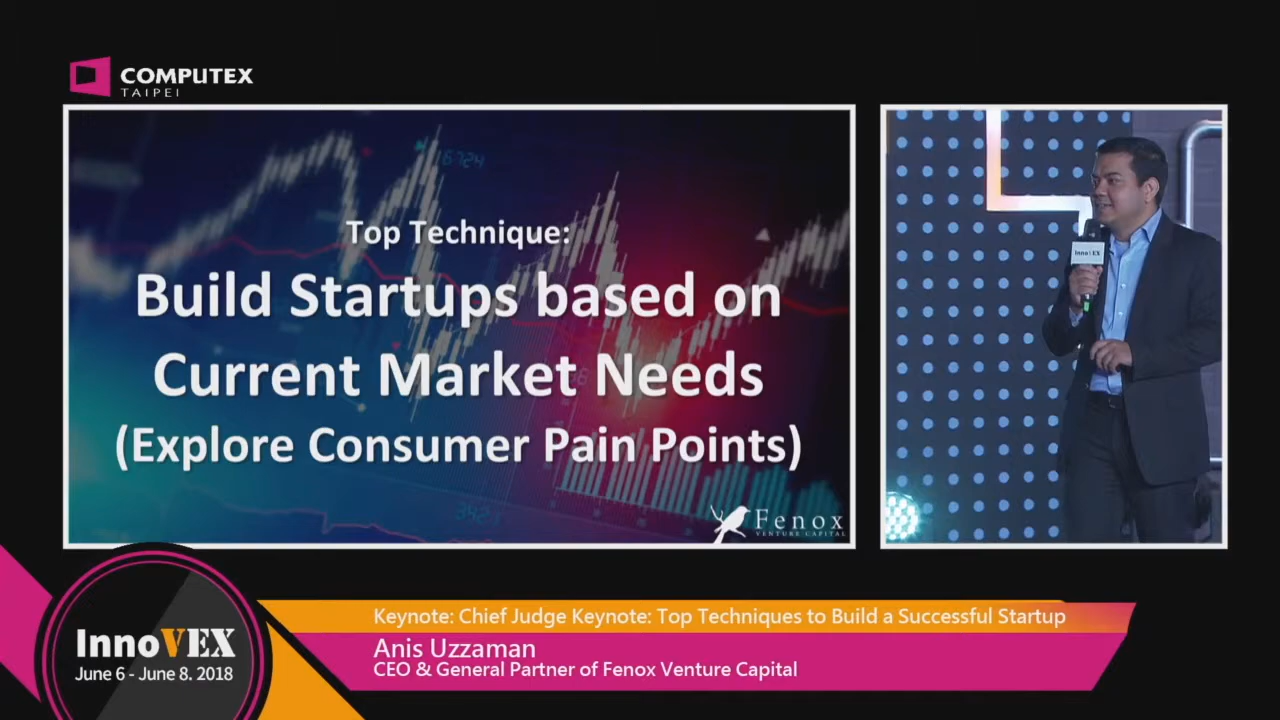 COMPUTEX
TAIPEI
16724
Top Technique:
Build Startups based on
Current Market Needs
(Explore Consumer Pain Points)
Fenox
VENTURE CAPITAL
InnoVEX
InnoVEX
June 6 - June 8. 2018
Keynote: Chief Judge Keynote: Top Techniques to Build a Successful Startup
Anis Uzzaman
CEO & General Partner of Fenox Venture Capital